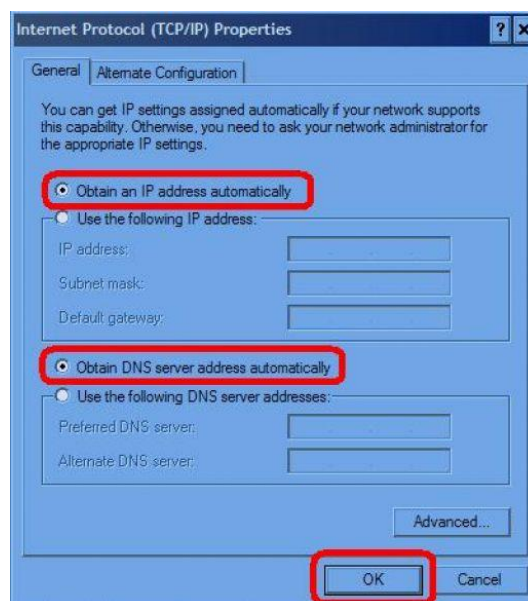 Internet Protocol (TCP/IP) Properties
General Alternate Configuration
You can get IP settings assigned automatically if your network supports
this capability. Otherwise, you need to ask your network administrator for
the appropriate IP settings.
Obtain an IP address automatically
Use the following IP address:
IP address:
Subnet mask:
Default gateway:
Obtain DNS server address automatically
Use the following DNS server addresses:
Preferred DNS server:
Alternate DNS server:
Advanced...
OK Cancel